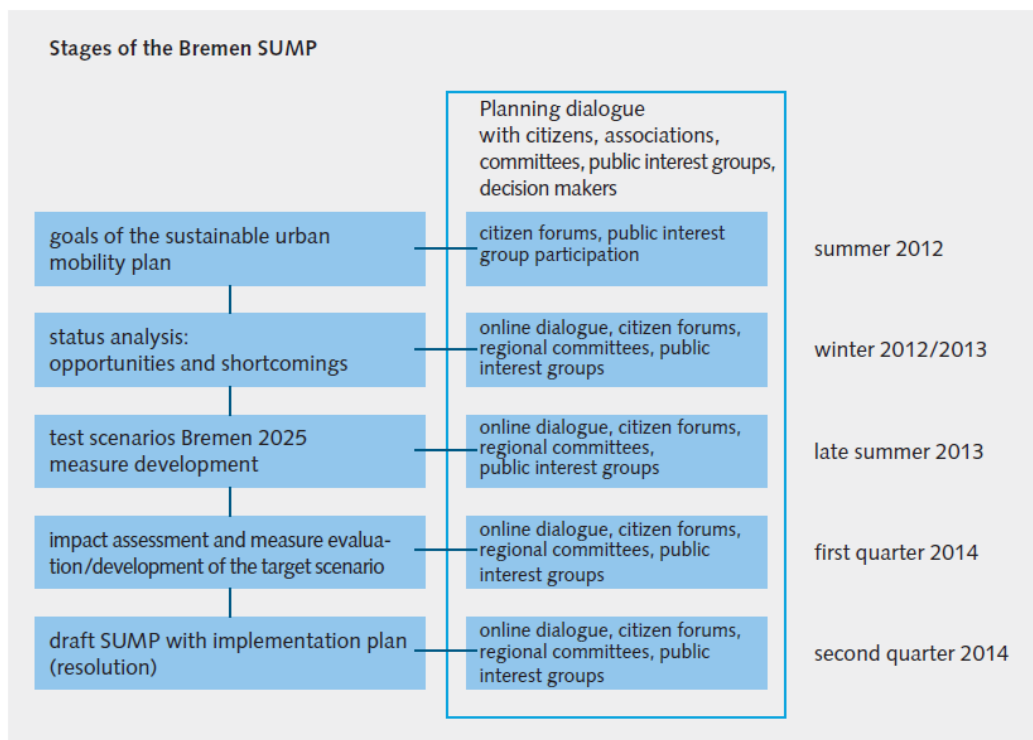 Stages of the Bremen SUMP
Planning dialogue
with citizens, associations,
committees, public interest groups,
decision makers
goals of the sustainable urban
mobility plan
citizen forums, public interest
group participation
summer 2012
status analysis:
opportunities and shortcomings
online dialogue, citizen forums,
regional committees, public
interest groups
winter 2012/2013
test scenarios Bremen 2025
measure development
online dialogue, citizen forums,
regional committees,
public interest groups
late summer 2013
impact assessment and measure evalua-
tion/development of the target scenario
online dialogue, citizen forums,
regional committees, public
interest groups
first quarter 2014
draft SUMP with implementation plan
(resolution)
online dialogue, citizen forums,
regional committees, public
interest groups
second quarter 2014